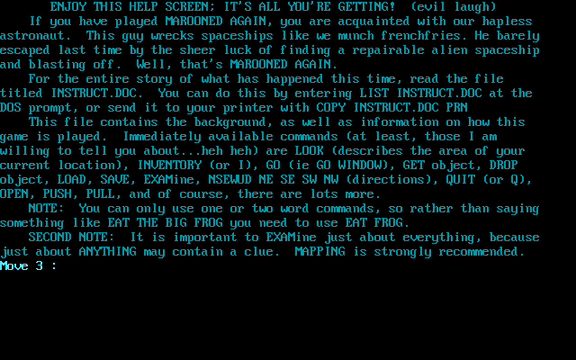 ENJOY THIS HELP SCREEN; IT'S ALL YOU'RE GETTING!  (evil laugh)
If you have played MAROONED AGAIN, you are acquainted with our hapless
astronaut.  This guy wrecks spaceships like we munch frenchfries. He barely
escaped last time by the sheer luck of finding a repairable alien spaceship
and blasting off.  Well, that's MAROONED AGAIN.
For the entire story of what has happened this time, read the file
titled INSTRUCT.DOC.  You can do this by entering LIST INSTRUCT.DOC at the
DOS prompt, or send it to your printer with COPY INSTRUCT.DOC PRN
This file contains the background, as well as information on how this
game is played.  Immediately available commands (at least, those I am
willing to tell you about...heh heh) are LOOK (describes the area of your
current location), INVENTORY (or I), GO (ie GO WINDOW), GET object, DROP
object, LOAD, SAVE, EXAMine, NSEWUD NE SE SW NW (directions), QUIT (or Q),
OPEN, PUSH, PULL, and of course, there are lots more.
NOTE:  You can only use one or two word commands, so rather than saying
something like EAT THE BIG FROG you need to use EAT FROG.
SECOND NOTE:  It is important to EXAMine just about everything, because
just about ANYTHING may contain a clue.  MAPPING is strongly recommended.
Move 3 :